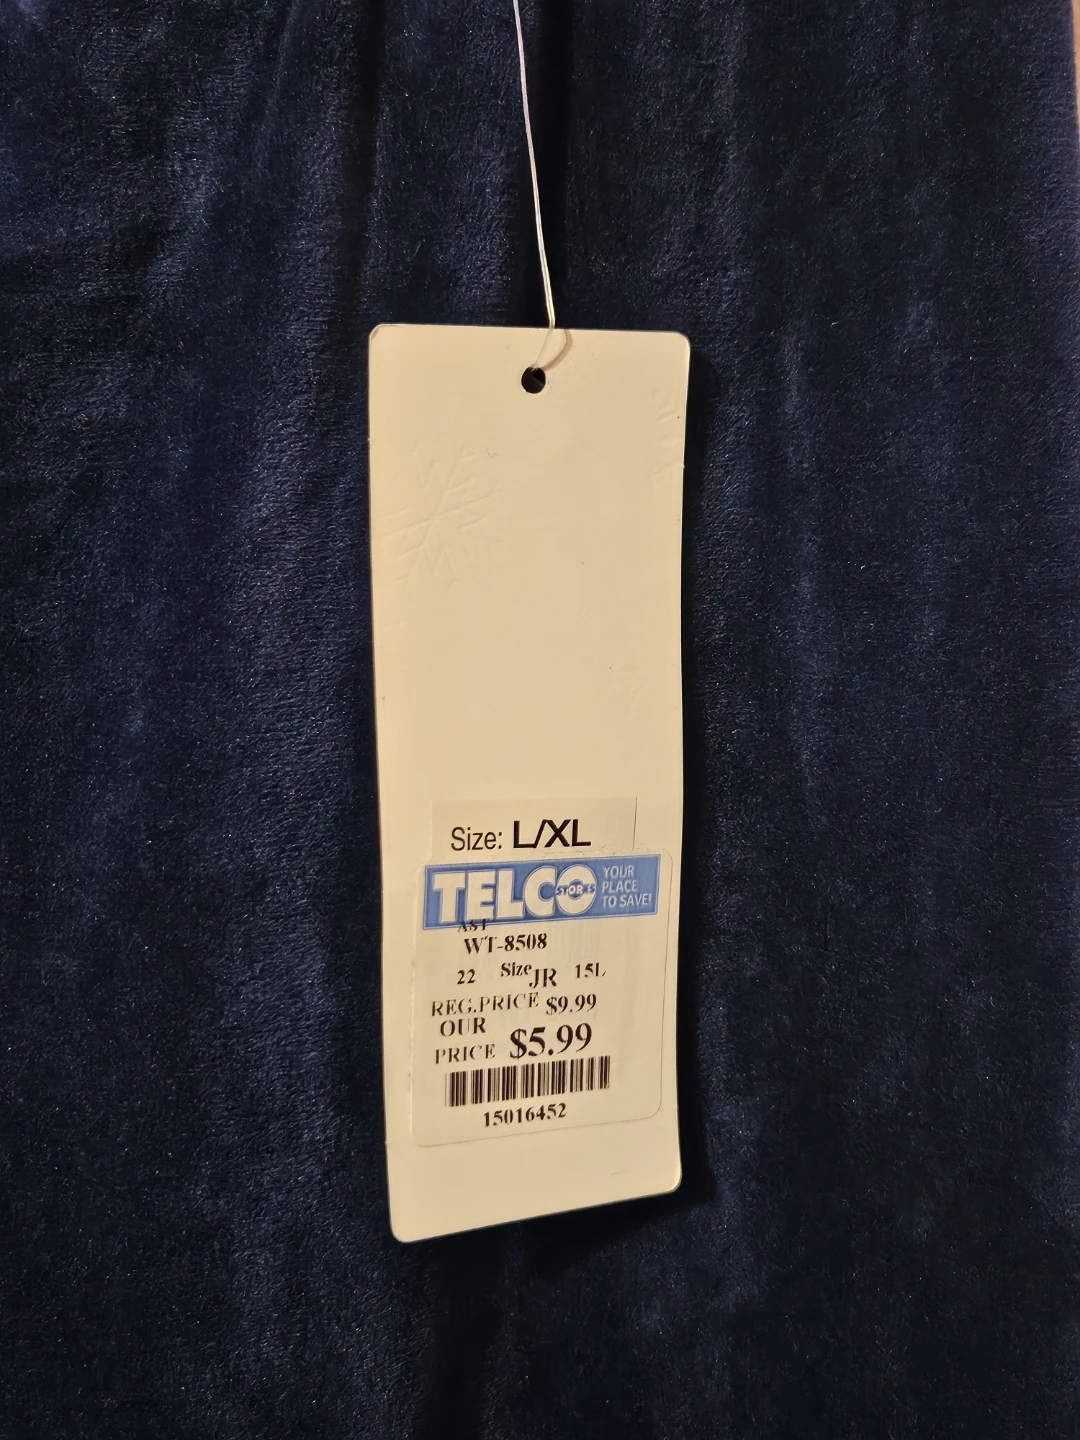 Size: L/XL
TELCO STORES YOUR
PLACE
TO SAVE!
AST
WT-8508
22 Size JR 15L
REG.PRICE $9.99
OUR
PRICE $5.99
15016452